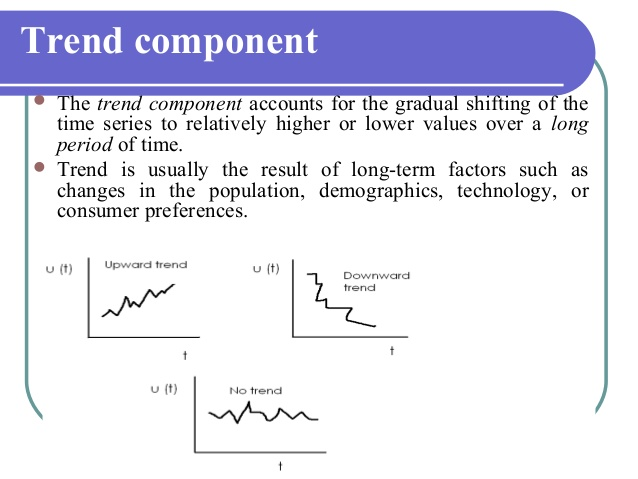 Trend component
The trend component accounts for the gradual shifting of the
time series to relatively higher or lower values over a long
period of time.
Trend is usually the result of long-term factors such as
changes in the population, demographics, technology, or
consumer preferences.
υ (t)
Upward trend
t
υ (t)
Downward
trend
t
υ (t)
No trend
t